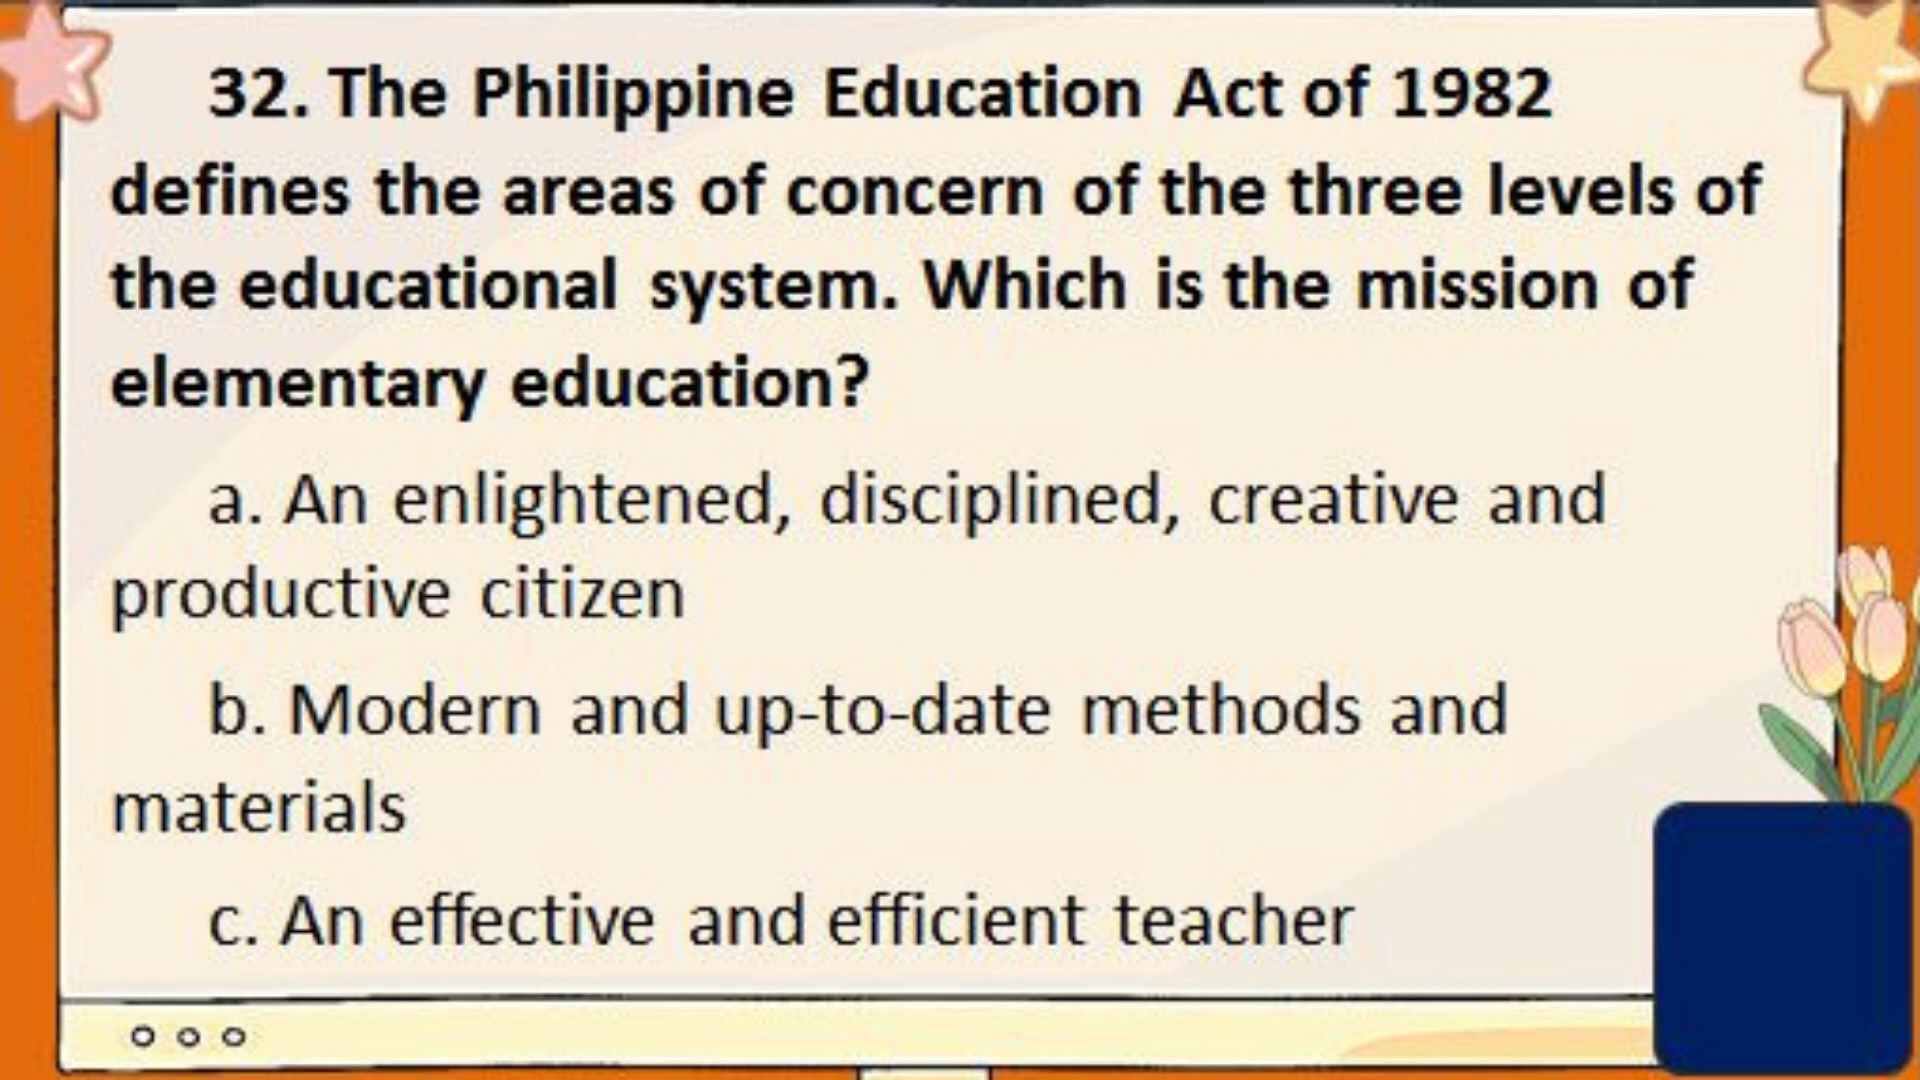 32. The Philippine Education Act of 1982
defines the areas of concern of the three levels of
the educational system. Which is the mission of
elementary education?
a. An enlightened, disciplined, creative and
productive citizen
b. Modern and up-to-date methods and
materials
c. An effective and efficient teacher